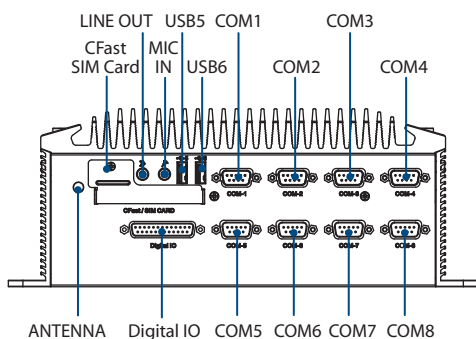 LINE OUT USB5 COM1 COM3
CFast SIM Card MIC IN USB6 COM2 COM4
COM-1 COM-2 COM-3 COM-4
CFast / SIM CARD
Digital IO COM-5 COM-6 COM-7 COM-8
ANTENNA Digital IO COM5 COM6 COM7 COM8